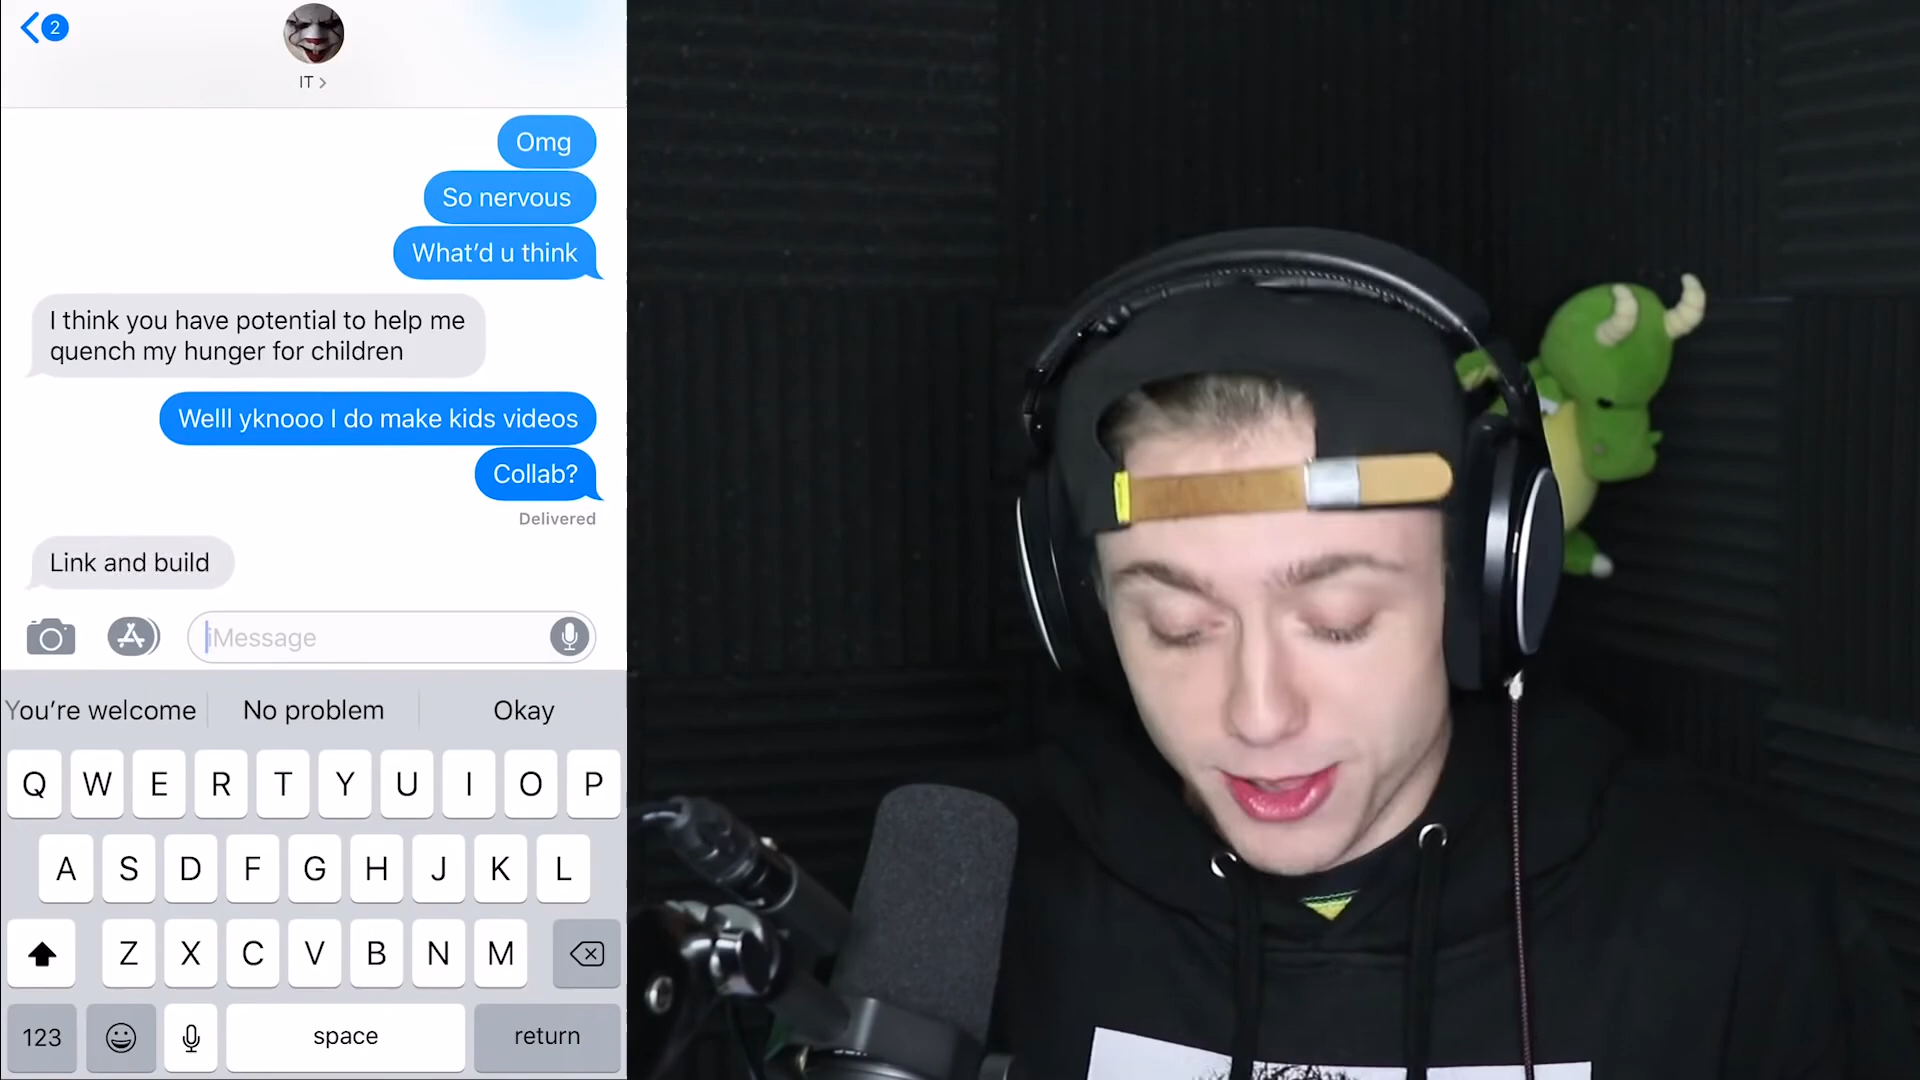 2
IT >
Omg
So nervous
What'd u think
I think you have potential to help me
quench my hunger for children
Welll yknooo I do make kids videos
Collab?
Delivered
Link and build
iMessage
You're welcome
No problem
Okay
Q W E R T Y U I O P
A S D F G H J K L
Z X C V B N M
123
space
return